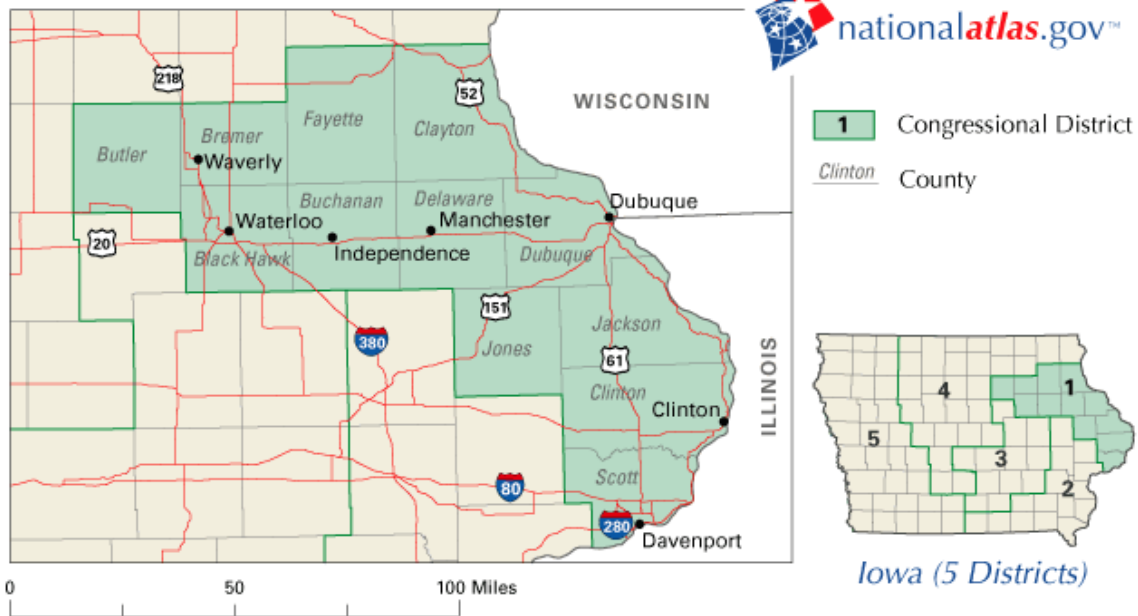 nationalatlas.gov™
218
52
WISCONSIN
Fayette
Clayton
1 Congressional District
Butler
Bremer
Waverly
Clinton County
Buchanan
Delaware
Dubuque
Waterloo
Manchester
20
Independence
Black Hawk
Dubuque
151
Jackson
380
Jones
61
ILLINOIS
Clinton
Clinton
1
4
5
3
2
Scott
80
280
Davenport
Iowa (5 Districts)
0 50 100 Miles